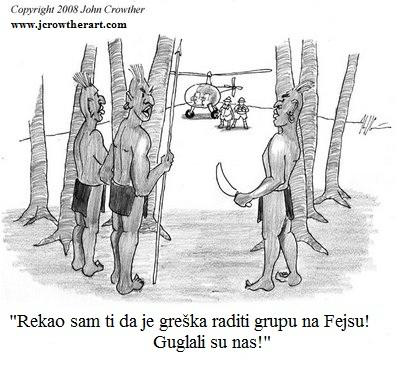 Copyright 2008 John Crowther
www.jcrowtherart.com
"Rekao sam ti da je greška raditi grupu na Fejsu!
Guglali su nas!"